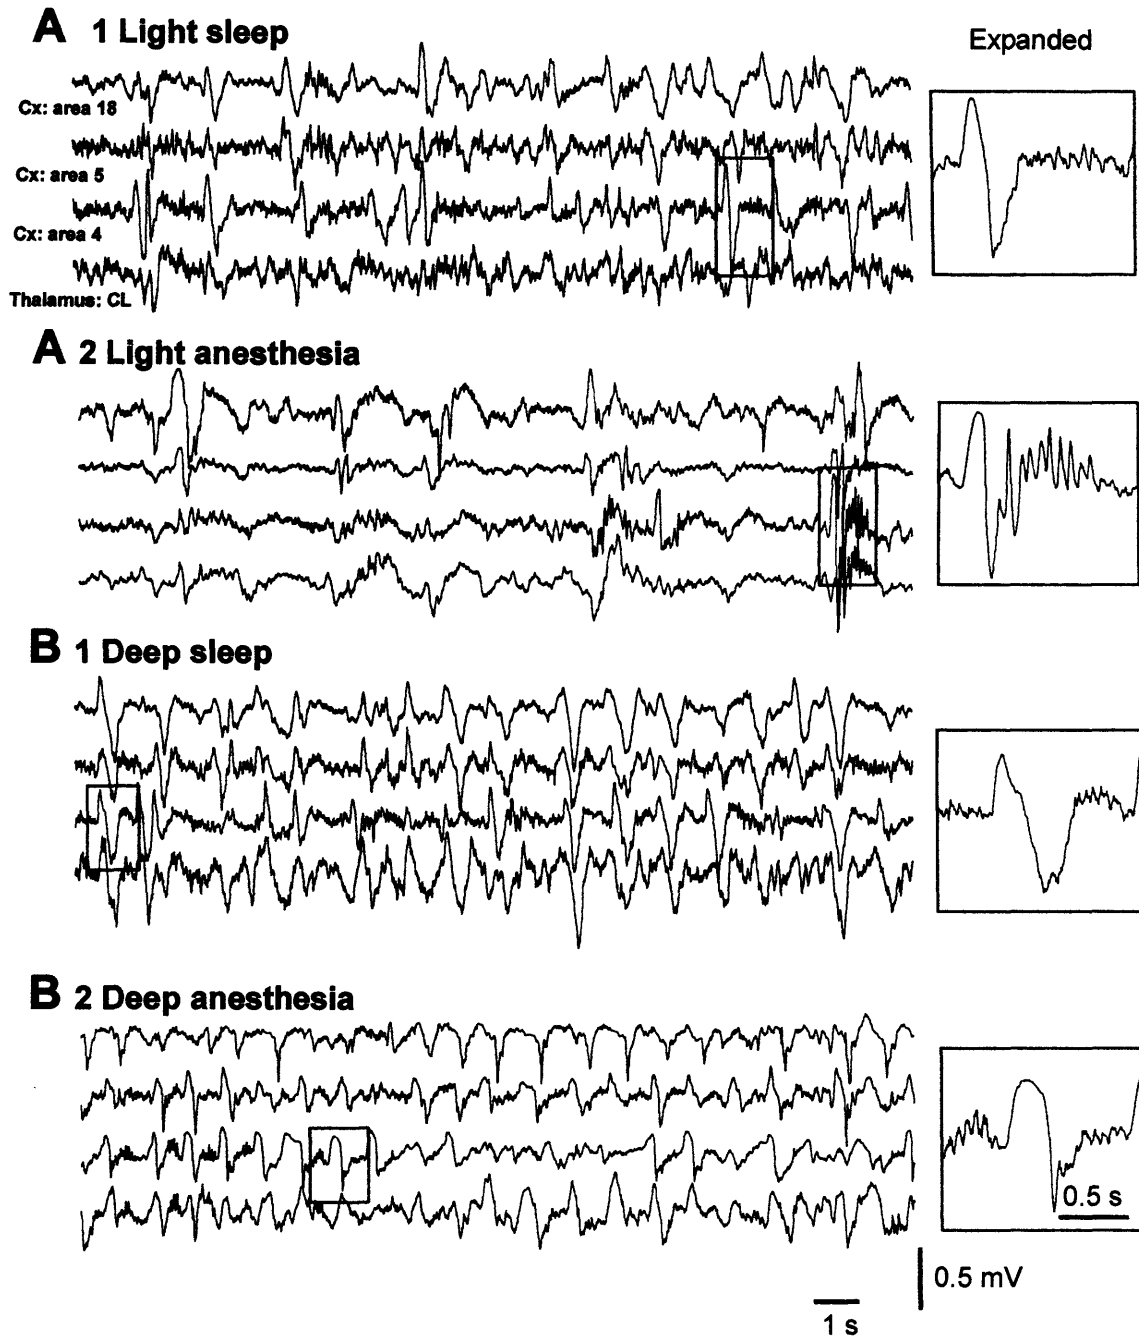 A 1 Light sleep
Expanded
Cx: area 18
Cx: area 5
Cx: area 4
Thalamus: CL
A 2 Light anesthesia
B 1 Deep sleep
B 2 Deep anesthesia
0.5 s
0.5 mV
1 s